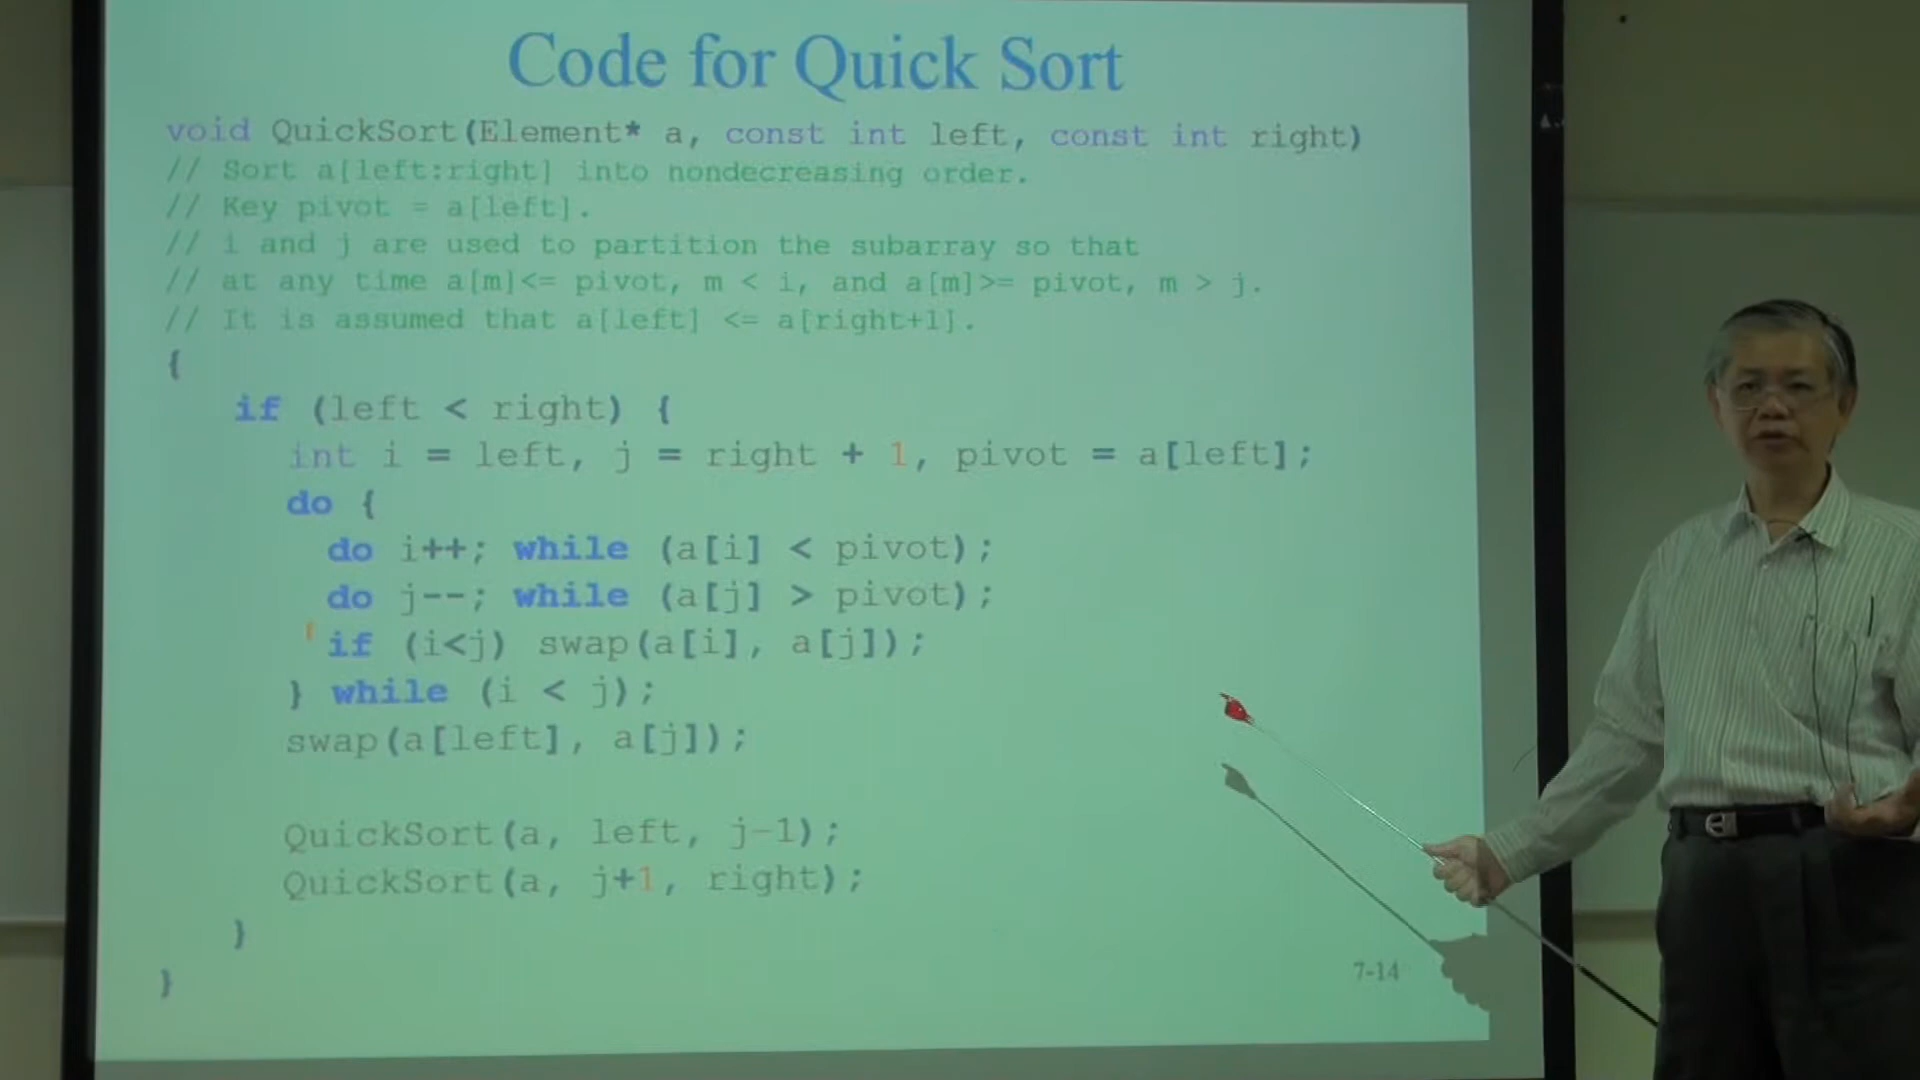 Code for Quick Sort
void QuickSort(Element* a, const int left, const int right)
// Sort a[left:right] into nondecreasing order.
// Key pivot = a[left].
// i and j are used to partition the subarray so that
// at any time a[m]<= pivot, m < i, and a[m]>= pivot, m > j.
// It is assumed that a[left] <= a[right+1].
{
if (left < right) {
int i = left, j = right + 1, pivot = a[left];
do {
do i++; while (a[i] < pivot);
do j--; while (a[j] > pivot);
if (i<j) swap(a[i], a[j]);
} while (i < j);
swap(a[left], a[j]);
QuickSort(a, left, j-1);
QuickSort(a, j+1, right);
}
}
7-14